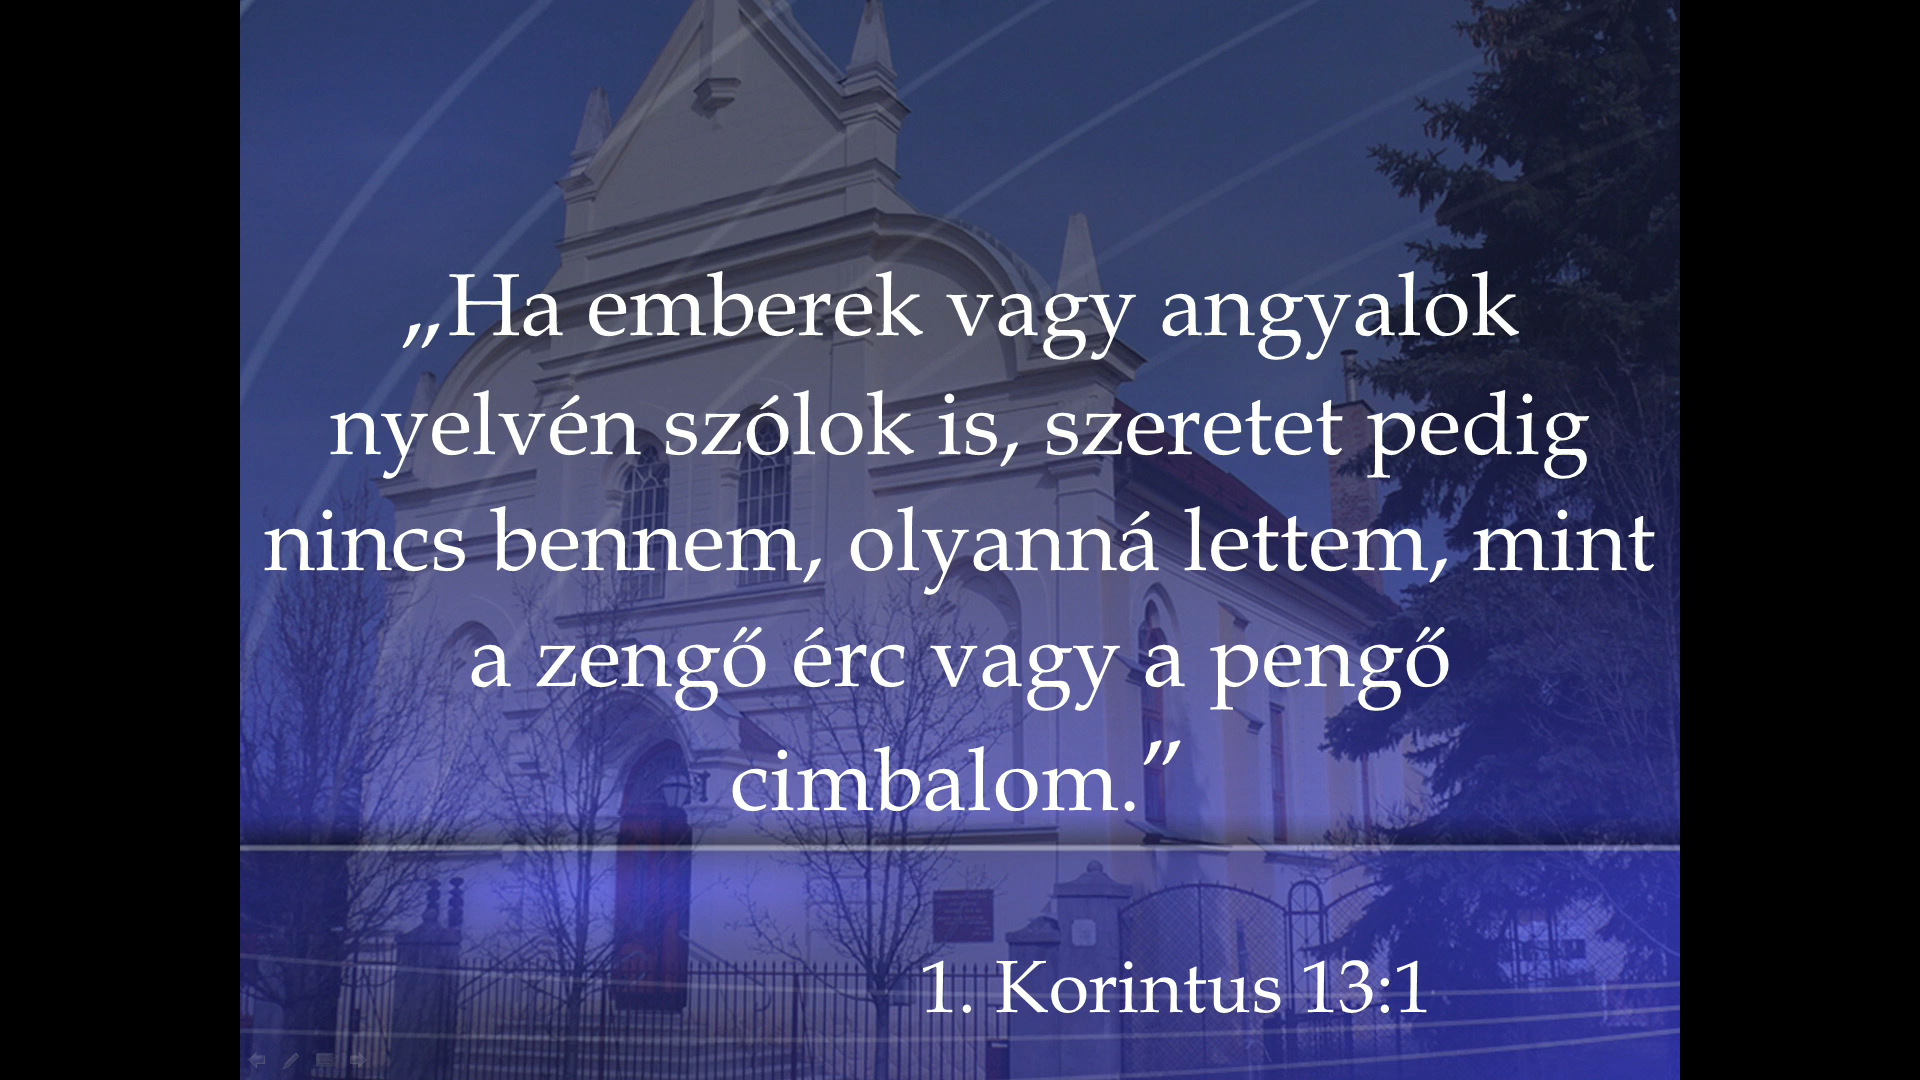 „Ha emberek vagy angyalok
nyelvén szólok is, szeretet pedig
nincs bennem, olyanná lettem, mint
a zengő érc vagy a pengő
cimbalom.”
1. Korintus 13:1